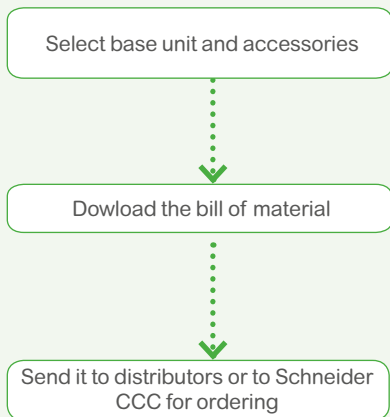 Select base unit and accessories
Dowload the bill of material
Send it to distributors or to Schneider
CCC for ordering